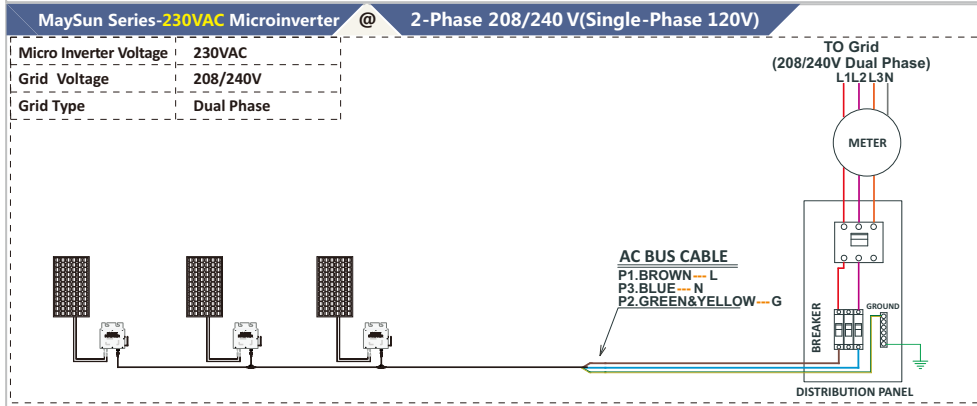 MaySun Series-230VAC Microinverter @ 2-Phase 208/240 V(Single-Phase 120V)
Micro Inverter Voltage 230VAC
Grid Voltage 208/240V
Grid Type Dual Phase
TO Grid
(208/240V Dual Phase)
L1L2L3N
METER
AC BUS CABLE
P1.BROWN--- L
P3.BLUE--- N
P2.GREEN&YELLOW--- G
BREAKER
GROUND
DISTRIBUTION PANEL